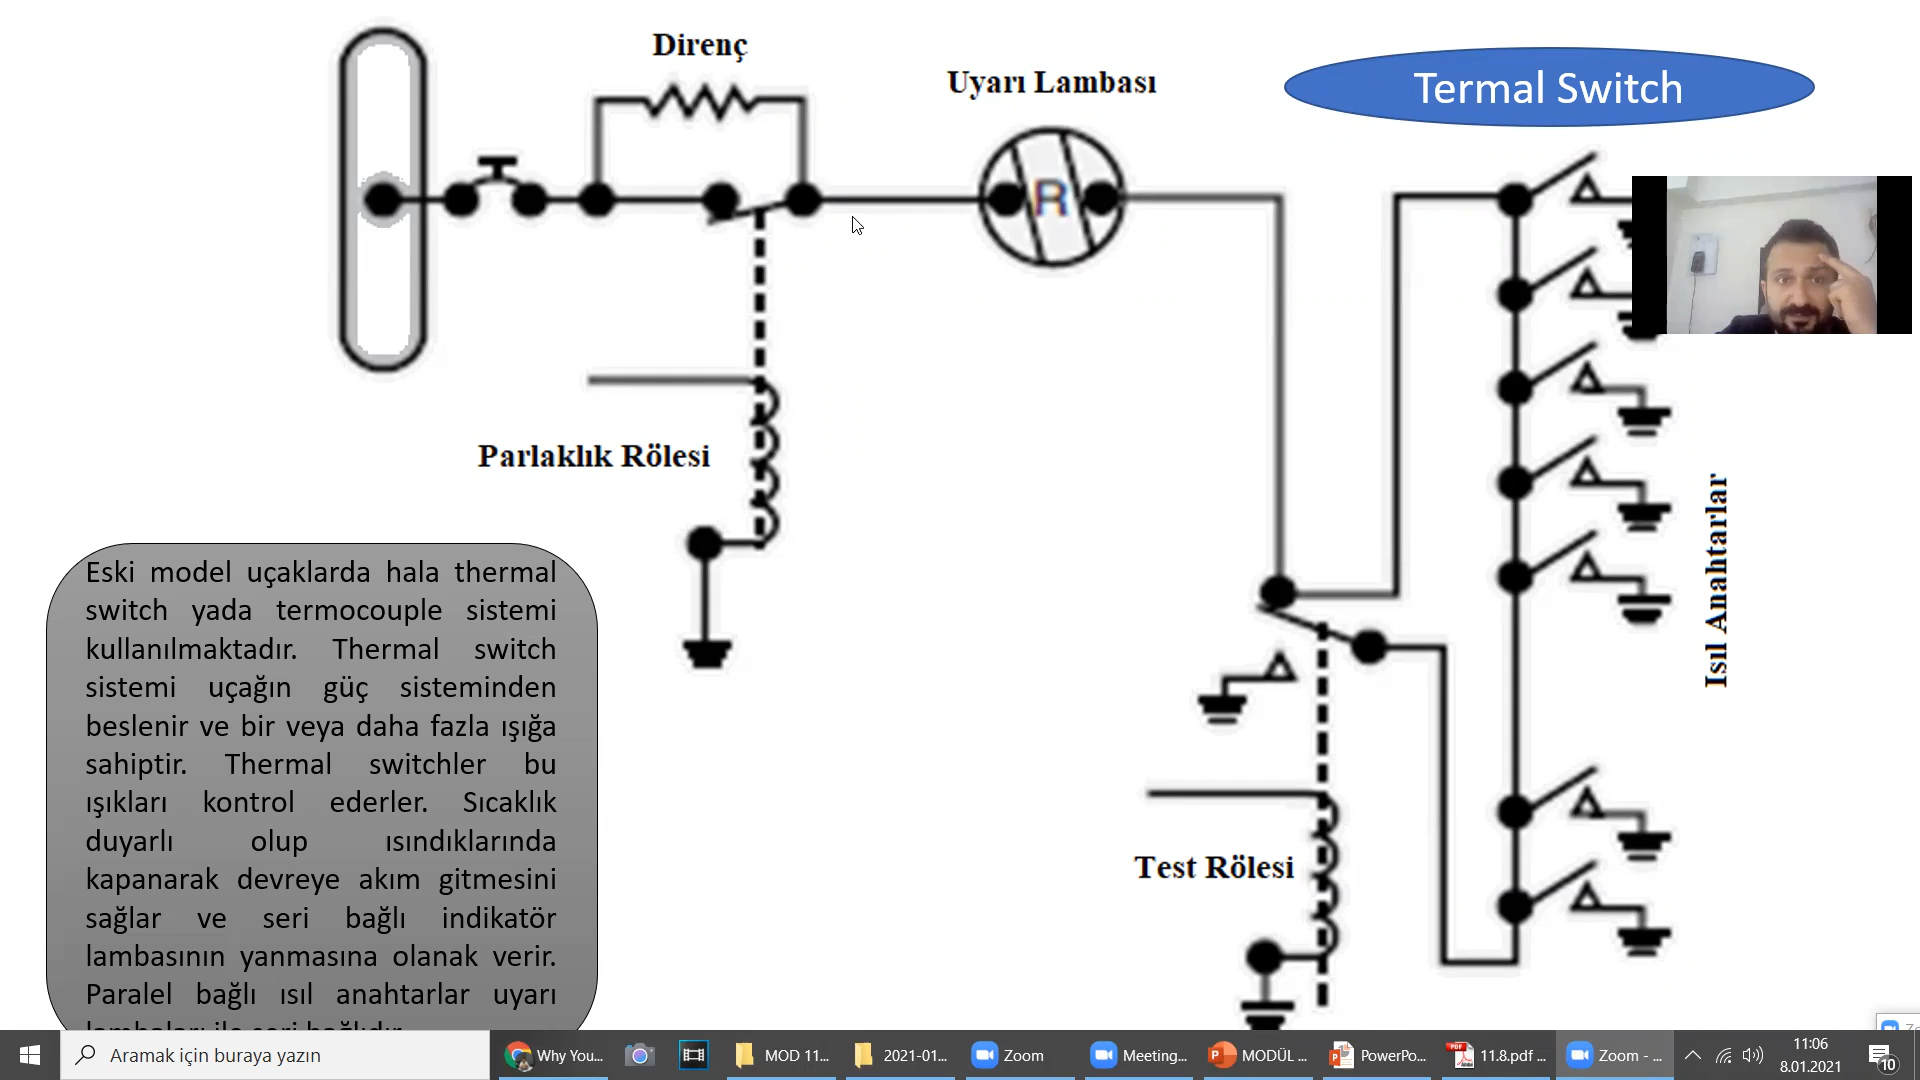 Direnç
Uyarı Lambası
Termal Switch
R
Parlaklık Rölesi
Isıl Anahtarlar
Test Rölesi
Eski model uçaklarda hala thermal
switch yada termocouple sistemi
kullanılmaktadır. Thermal switch
sistemi uçağın güç sisteminden
beslenir ve bir veya daha fazla ışığa
sahiptir. Thermal switchler bu
ışıkları kontrol ederler. Sıcaklık
duyarlı olup ısındıklarında
kapanarak devreye akım gitmesini
sağlar ve seri bağlı indikatör
lambasının yanmasına olanak verir.
Paralel bağlı ısıl anahtarlar uyarı
lambaları ile seri bağlıdır.
Aramak için buraya yazın
Why You...
MOD 11...
2021-01...
Zoom
Meeting...
MODÜL ...
PowerPo...
11.8.pdf ...
Zoom - ...
11:06
8.01.2021
10